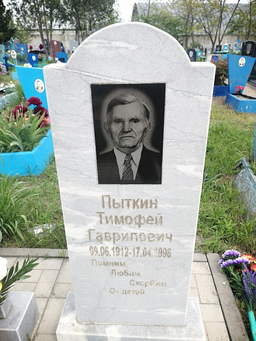 Пыткин
Тимофей
Гаврилович
09.06.1912-17.04.1996
Помним
Любим
Скорбим
От детей